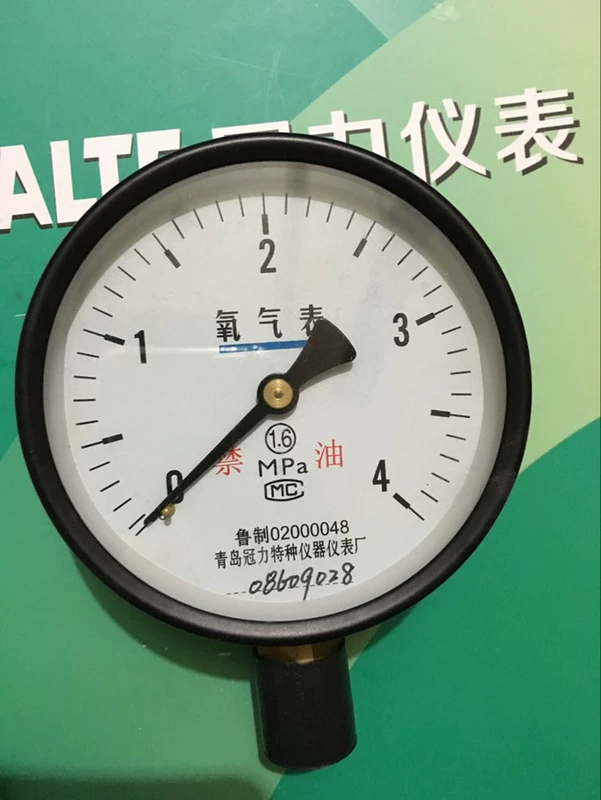 ALT 力仪表
2
1 3
氧气表
1.6
禁 油
0 MPa 4
MC
鲁制02000048
青岛冠力特种仪器仪表厂
08609028